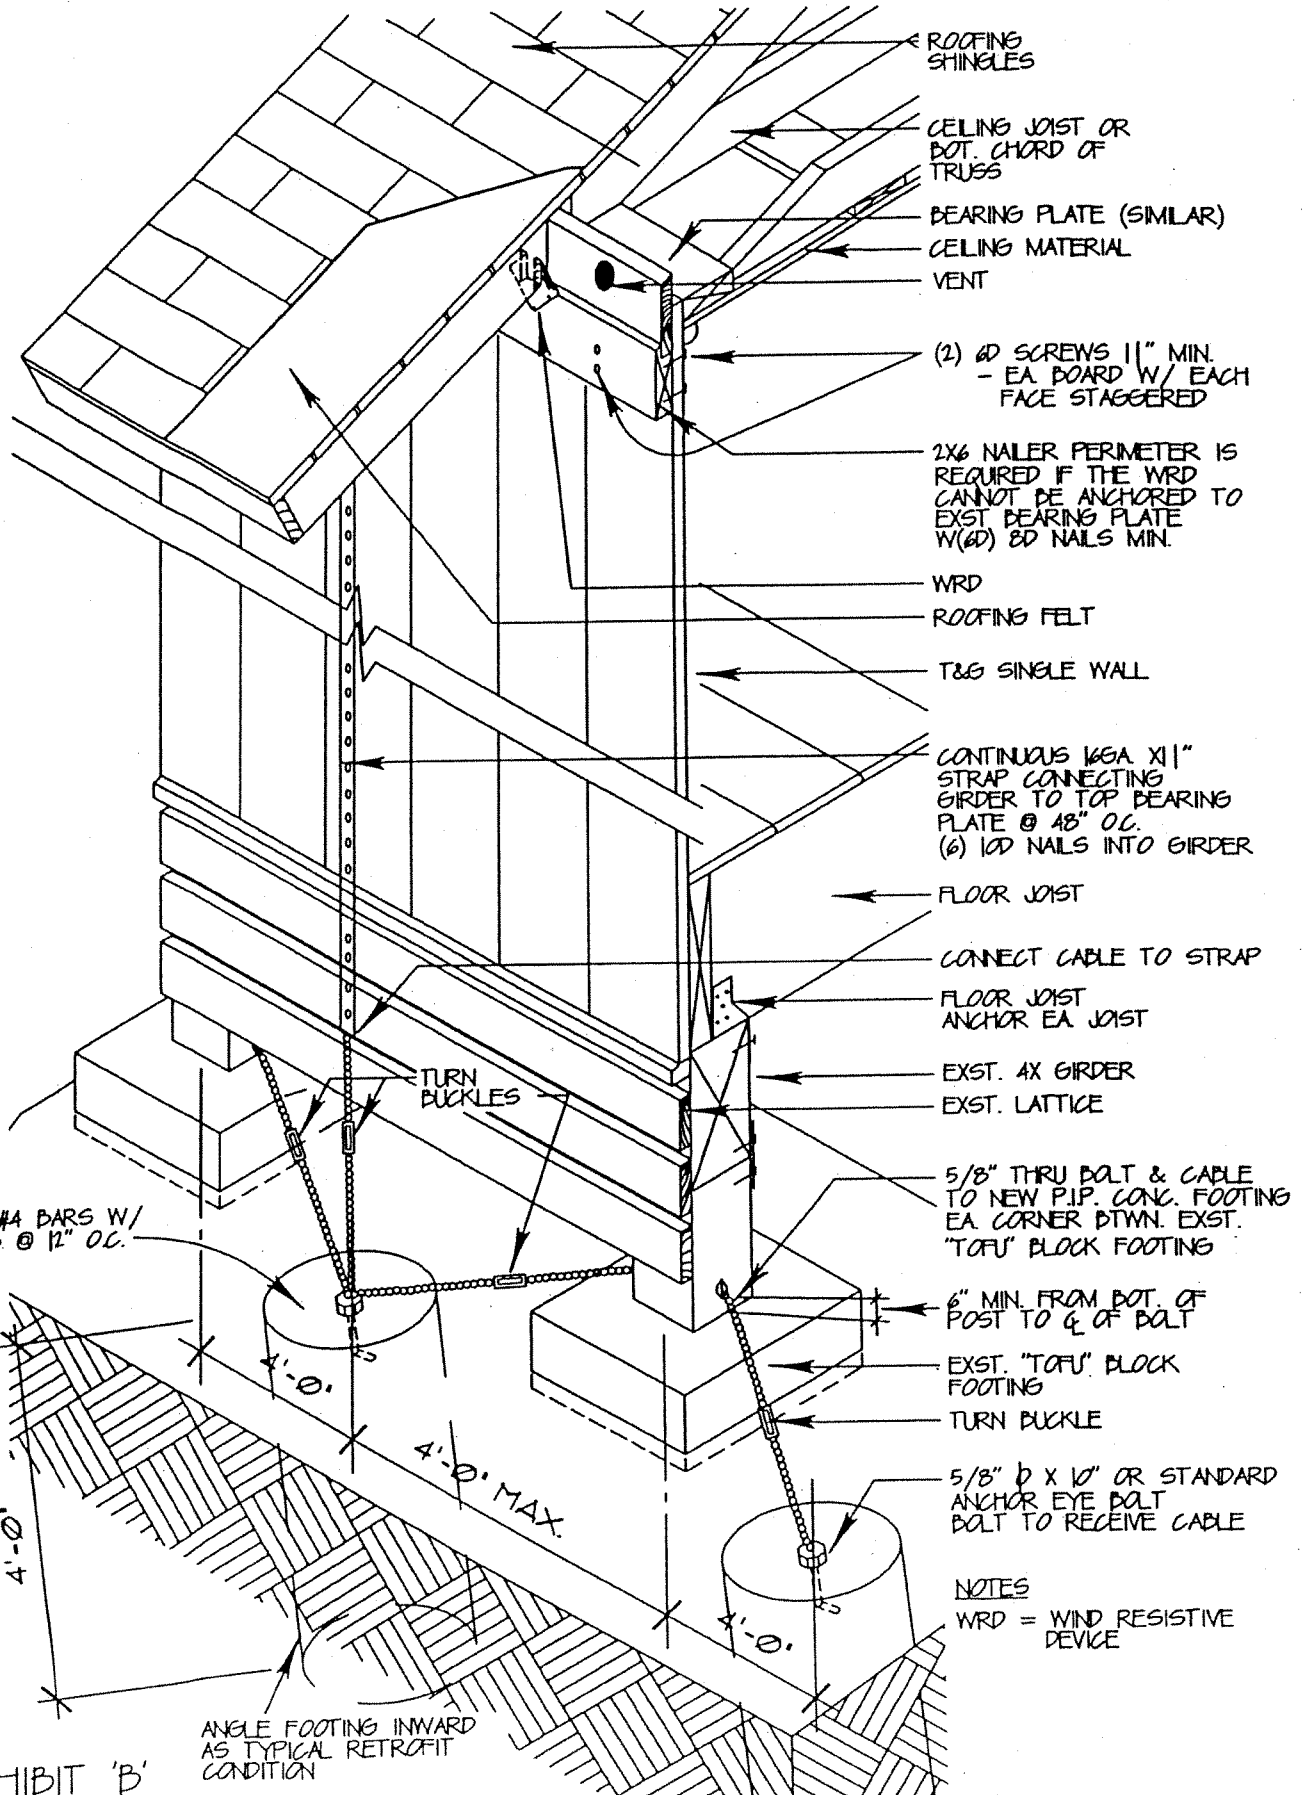 ROOFING
SHINGLES
CEILING JOIST OR
BOT. CHORD OF
TRUSS
BEARING PLATE (SIMILAR)
CEILING MATERIAL
VENT
(2) 6D SCREWS 11" MIN.
- EA. BOARD W/ EACH
FACE STAGGERED
2X6 NAILER PERIMETER IS
REQUIRED IF THE WRD
CANNOT BE ANCHORED TO
EXST. BEARING PLATE
W(6D) 8D NAILS MIN.
WRD
ROOFING FELT
T&G SINGLE WALL
CONTINUOUS 16GA. X11"
STRAP CONNECTING
GIRDER TO TOP BEARING
PLATE @ 48" O.C.
(6) 10D NAILS INTO GIRDER
FLOOR JOIST
CONNECT CABLE TO STRAP
FLOOR JOIST
ANCHOR EA. JOIST
TURN
BUCKLES
EXST. 4X GIRDER
EXST. LATTICE
5/8" THRU BOLT & CABLE
TO NEW P.I.P. CONC. FOOTING
EA. CORNER BTWN. EXST.
"TOFU" BLOCK FOOTING
#4 BARS W/
@ 12" O.C.
6" MIN. FROM BOT. OF
POST TO ℄ OF BOLT
EXST. "TOFU" BLOCK
FOOTING
TURN BUCKLE
4'-0"
4'-0" MAX.
4'-0"
4'-0"
5/8" Φ X 10" OR STANDARD
ANCHOR EYE BOLT
BOLT TO RECEIVE CABLE
NOTES
WRD = WIND RESISTIVE
DEVICE
ANGLE FOOTING INWARD
AS TYPICAL RETROFIT
CONDITION
HIBIT 'B'